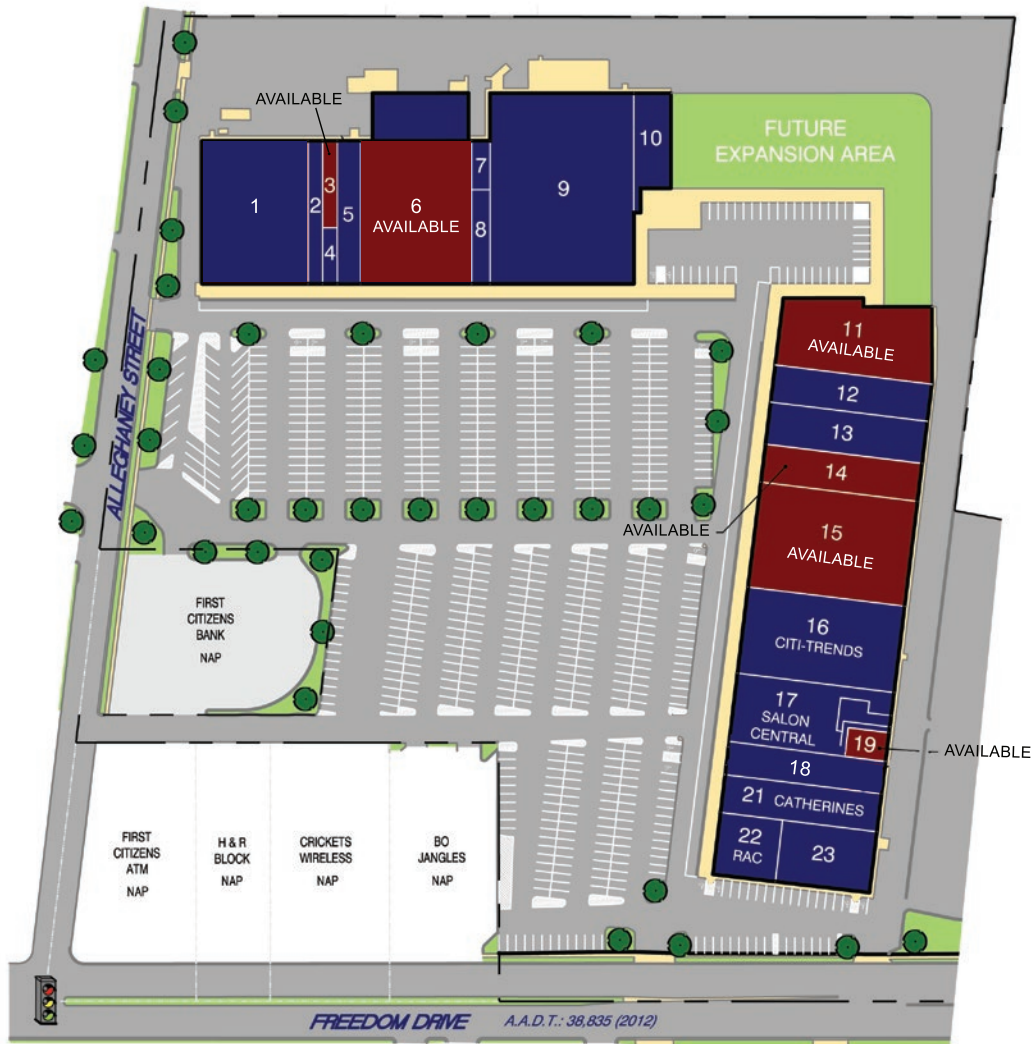 AVAILABLE
FUTURE
EXPANSION AREA
1
2
3
4
5
6
AVAILABLE
7
8
9
10
11
AVAILABLE
12
13
14
AVAILABLE
15
AVAILABLE
16
CITI-TRENDS
17
SALON
CENTRAL
19
AVAILABLE
18
21 CATHERINES
22
RAC
23
ALLEGHANEY STREET
FIRST
CITIZENS
BANK
NAP
FIRST
CITIZENS
ATM
NAP
H & R
BLOCK
NAP
CRICKETS
WIRELESS
NAP
BO
JANGLES
NAP
FREEDOM DRIVE A.A.D.T.: 38,835 (2012)